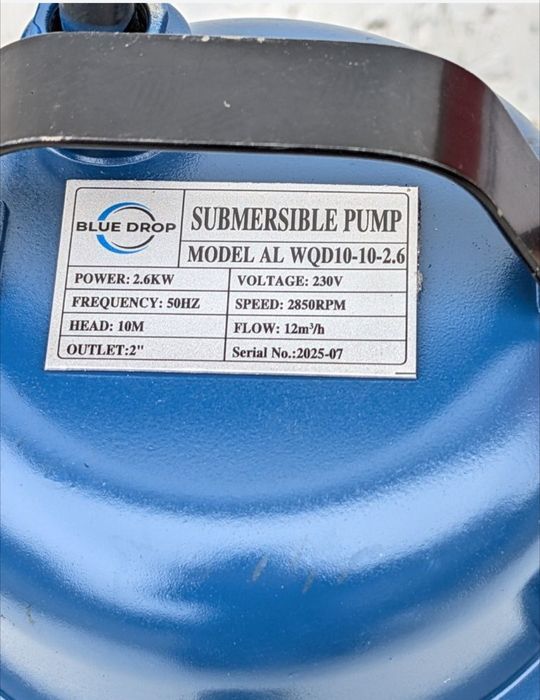 BLUE DROP
SUBMERSIBLE PUMP
MODEL AL WQD10-10-2.6
POWER: 2.6KW
VOLTAGE: 230V
FREQUENCY: 50HZ
SPEED: 2850RPM
HEAD: 10M
FLOW: 12m³/h
OUTLET:2"
Serial No.:2025-07